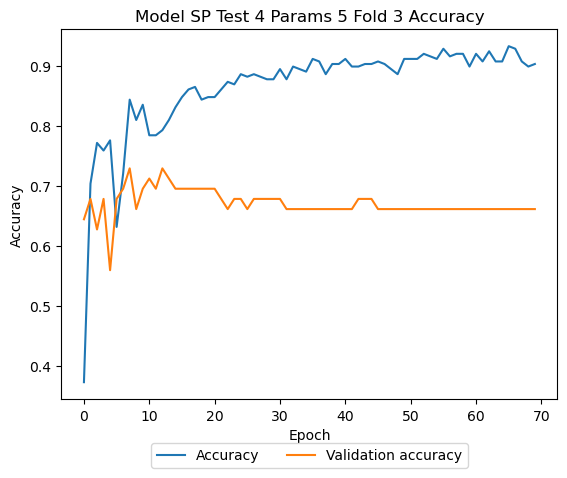 Model SP Test 4 Params 5 Fold 3 Accuracy
Accuracy
0.9
0.8
0.7
0.6
0.5
0.4
0 10 20 30 40 50 60 70
Epoch
Accuracy Validation accuracy